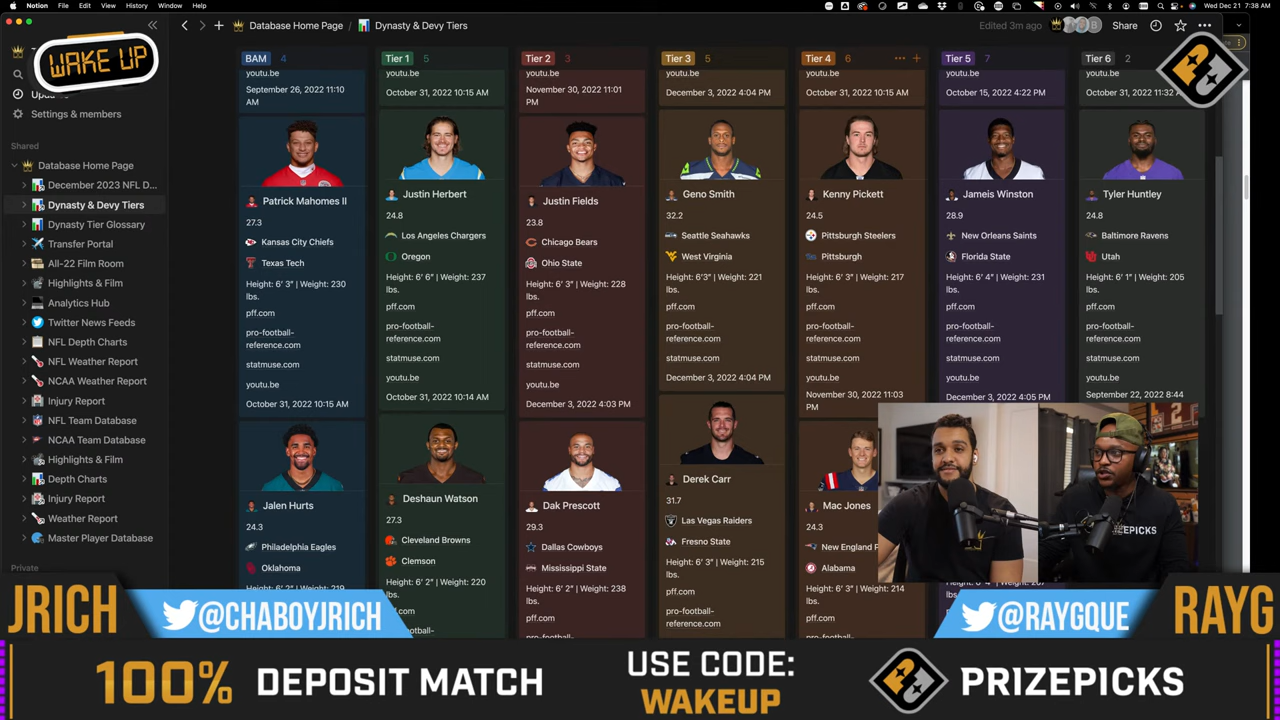 Notion File Edit View History Window Help
Wed Dec 21 7:38 AM
Database Home Page / Dynasty & Devy Tiers
Edited 3m ago
Share
WAKE UP
Settings & members
Shared
Database Home Page
December 2023 NFL D...
Dynasty & Devy Tiers
Dynasty Tier Glossary
Transfer Portal
All-22 Film Room
Highlights & Film
Analytics Hub
Twitter News Feeds
NFL Depth Charts
NFL Weather Report
NCAA Weather Report
Injury Report
NFL Team Database
NCAA Team Database
Highlights & Film
Depth Charts
Injury Report
Weather Report
Master Player Database
Private
BAM 4
youtu.be
September 26, 2022 11:10
AM
Patrick Mahomes II
27.3
Kansas City Chiefs
Texas Tech
Height: 6' 3" | Weight: 230
lbs.
pff.com
pro-football-
reference.com
statmuse.com
youtu.be
October 31, 2022 10:15 AM
Jalen Hurts
24.3
Philadelphia Eagles
Oklahoma
Tier 1 5
youtu.be
October 31, 2022 10:15 AM
Justin Herbert
24.8
Los Angeles Chargers
Oregon
Height: 6' 6" | Weight: 237
lbs.
pff.com
pro-football-
reference.com
statmuse.com
youtu.be
October 31, 2022 10:14 AM
Deshaun Watson
27.3
Cleveland Browns
Clemson
Height: 6' 2" | Weight: 220
lbs.
Tier 2 3
youtu.be
November 30, 2022 11:01
PM
Justin Fields
23.8
Chicago Bears
Ohio State
Height: 6' 3" | Weight: 228
lbs.
pff.com
pro-football-
reference.com
statmuse.com
youtu.be
December 3, 2022 4:03 PM
Dak Prescott
29.3
Dallas Cowboys
Mississippi State
Height: 6' 2" | Weight: 238
lbs.
pff.com
Tier 3 5
youtu.be
December 3, 2022 4:04 PM
Geno Smith
32.2
Seattle Seahawks
West Virginia
Height: 6'3" | Weight: 221
lbs.
pff.com
pro-football-
reference.com
statmuse.com
youtu.be
December 3, 2022 4:04 PM
Derek Carr
31.7
Las Vegas Raiders
Fresno State
Height: 6' 3" | Weight: 215
lbs.
pff.com
pro-football-
reference.com
Tier 4 6
youtu.be
October 31, 2022 10:15 AM
Kenny Pickett
24.5
Pittsburgh Steelers
Pittsburgh
Height: 6' 3" | Weight: 217
lbs.
pff.com
pro-football-
reference.com
statmuse.com
youtu.be
November 30, 2022 11:03
PM
Mac Jones
24.3
New England P
Alabama
Height: 6' 3" | Weight: 214
lbs.
pff.com
Tier 5 7
youtu.be
October 15, 2022 4:22 PM
Jameis Winston
28.9
New Orleans Saints
Florida State
Height: 6' 4" | Weight: 231
lbs.
pff.com
pro-football-
reference.com
statmuse.com
youtu.be
December 3, 2022 4:05 PM
Tier 6 2
youtu.be
October 31, 2022 11:32
Tyler Huntley
24.8
Baltimore Ravens
Utah
Height: 6' 1" | Weight: 205
lbs.
pff.com
pro-football-
reference.com
statmuse.com
youtu.be
September 22, 2022 8:44
JRICH
@CHABOYJRICH
@RAYGQUE
RAYG
100% DEPOSIT MATCH
USE CODE:
WAKEUP
PRIZEPICKS